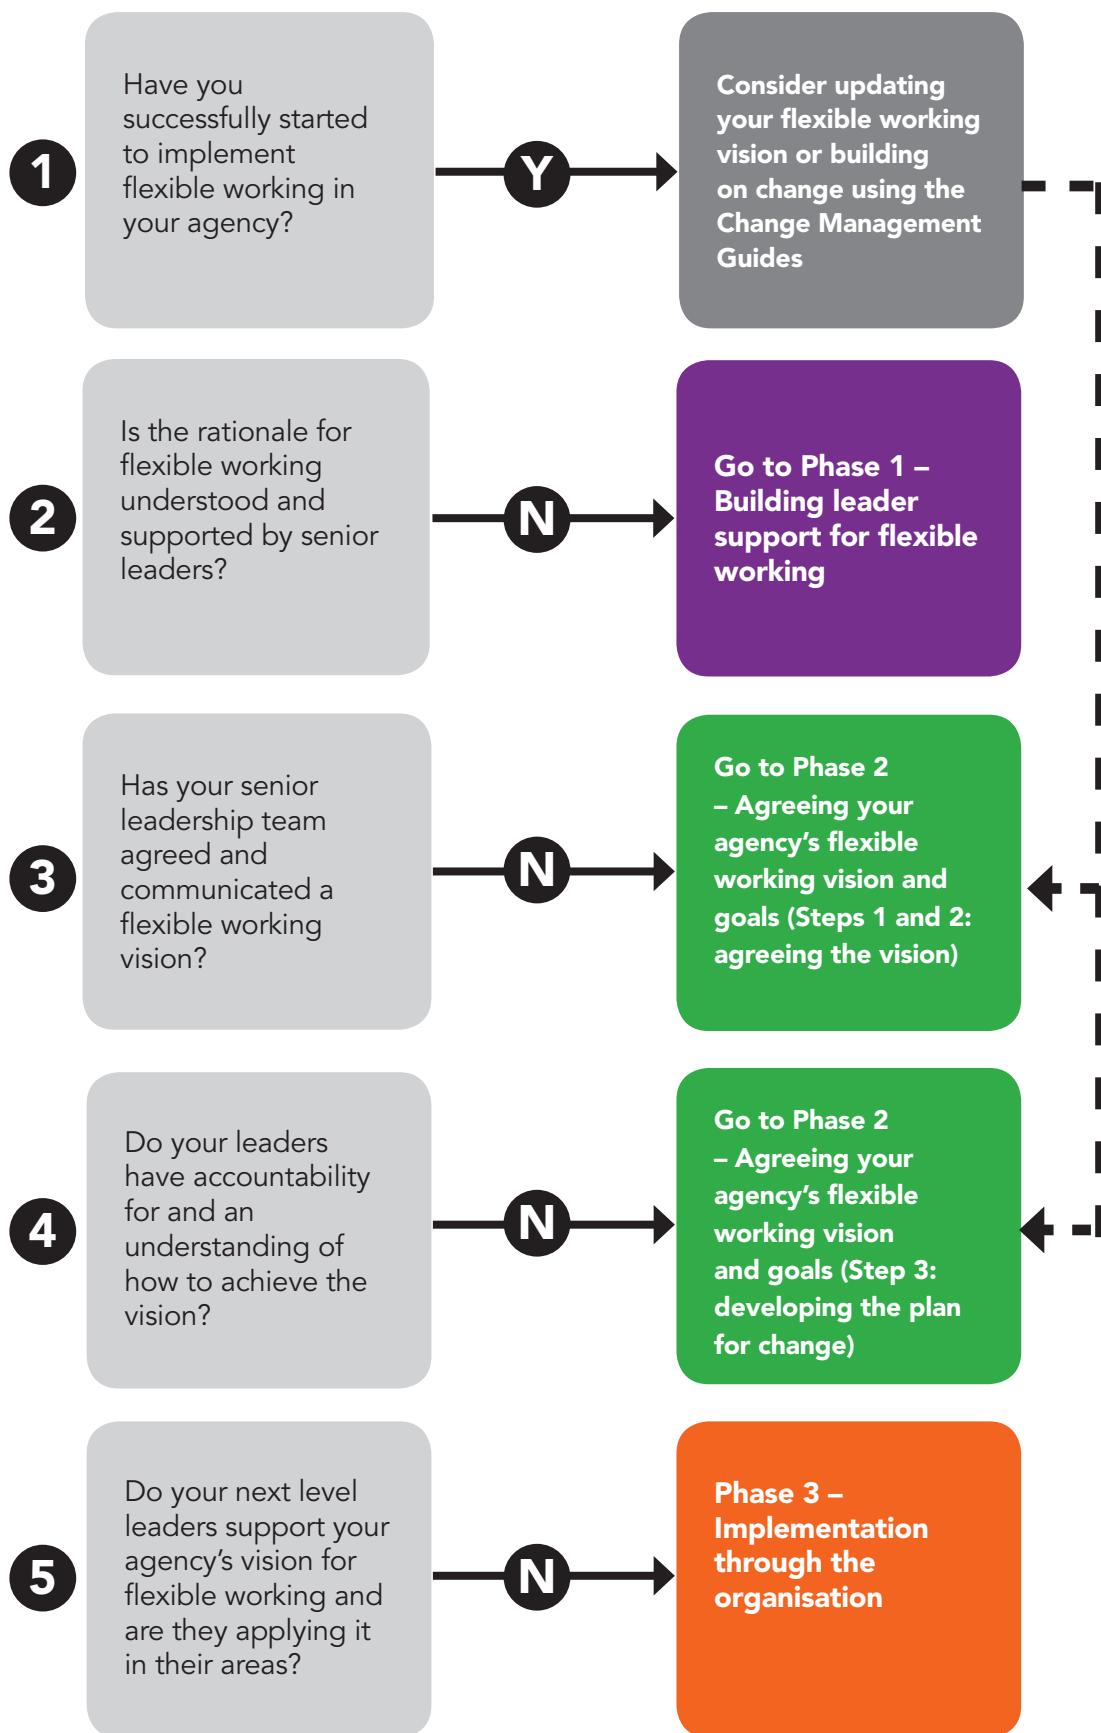 1
Have you
successfully started
to implement
flexible working in
your agency?
Y
Consider updating
your flexible working
vision or building
on change using the
Change Management
Guides
2
Is the rationale for
flexible working
understood and
supported by senior
leaders?
N
Go to Phase 1 –
Building leader
support for flexible
working
3
Has your senior
leadership team
agreed and
communicated a
flexible working
vision?
N
Go to Phase 2
– Agreeing your
agency’s flexible
working vision and
goals (Steps 1 and 2:
agreeing the vision)
4
Do your leaders
have accountability
for and an
understanding of
how to achieve the
vision?
N
Go to Phase 2
– Agreeing your
agency’s flexible
working vision
and goals (Step 3:
developing the plan
for change)
5
Do your next level
leaders support your
agency’s vision for
flexible working and
are they applying it
in their areas?
N
Phase 3 –
Implementation
through the
organisation